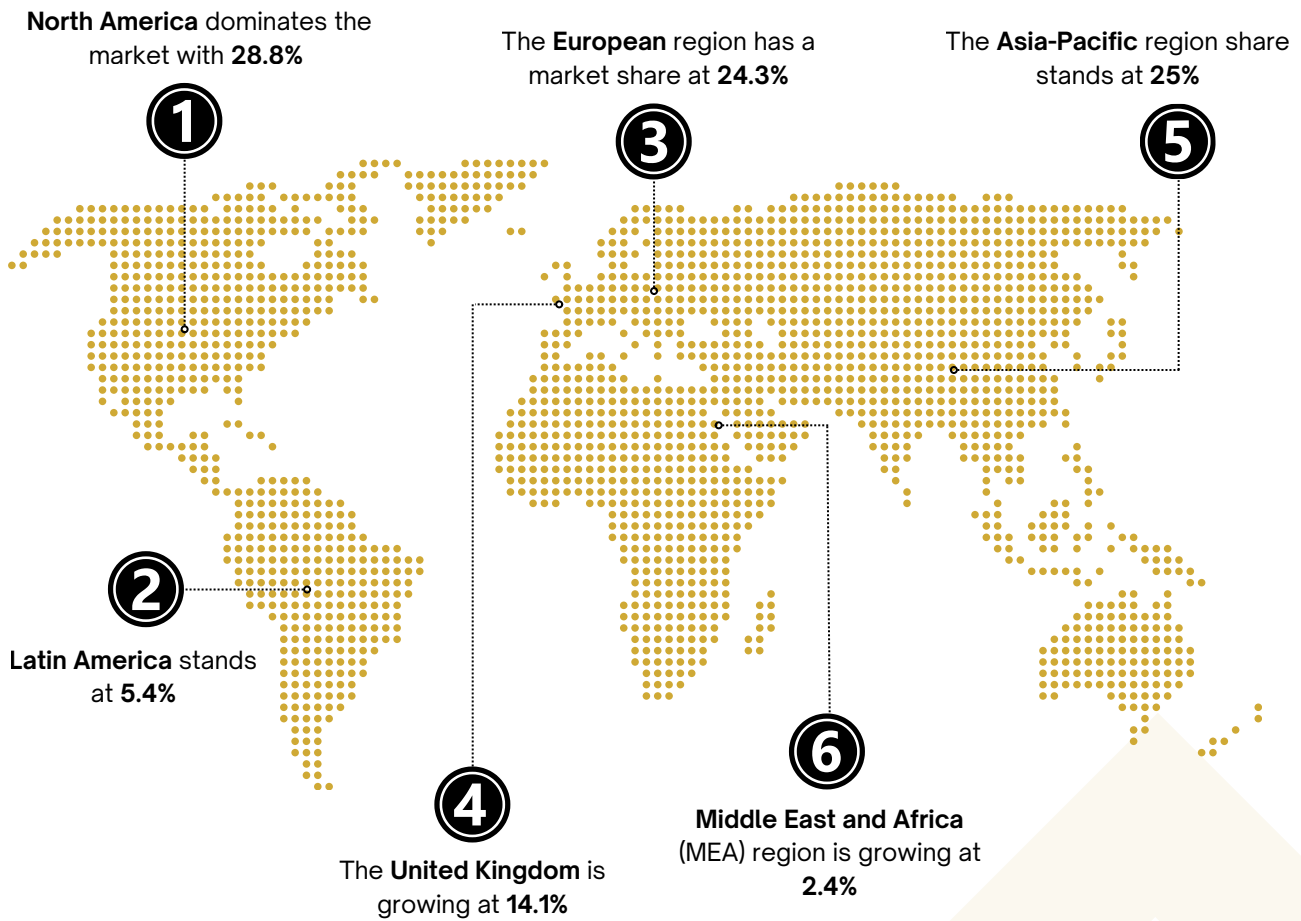 North America dominates the
market with 28.8%
1
The European region has a
market share at 24.3%
3
The Asia-Pacific region share
stands at 25%
5
2
Latin America stands
at 5.4%
4
The United Kingdom is
growing at 14.1%
6
Middle East and Africa
(MEA) region is growing at
2.4%